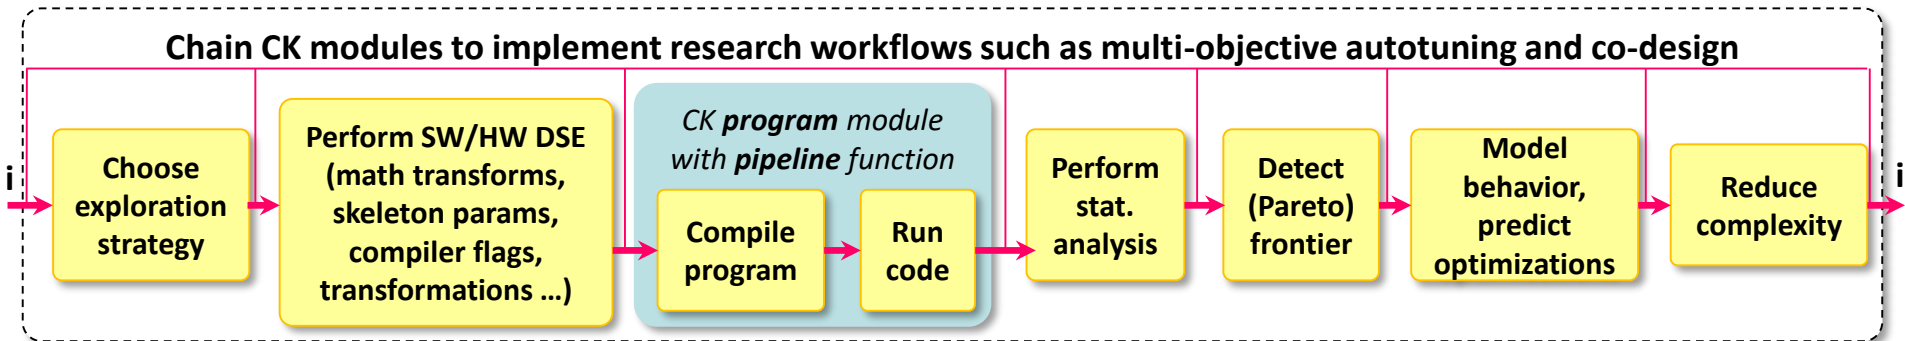 Chain CK modules to implement research workflows such as multi-objective autotuning and co-design
i
Choose
exploration
strategy
Perform SW/HW DSE
(math transforms,
skeleton params,
compiler flags,
transformations …)
CK program module
with pipeline function
Compile
program
Run
code
Perform
stat.
analysis
Detect
(Pareto)
frontier
Model
behavior,
predict
optimizations
Reduce
complexity
i